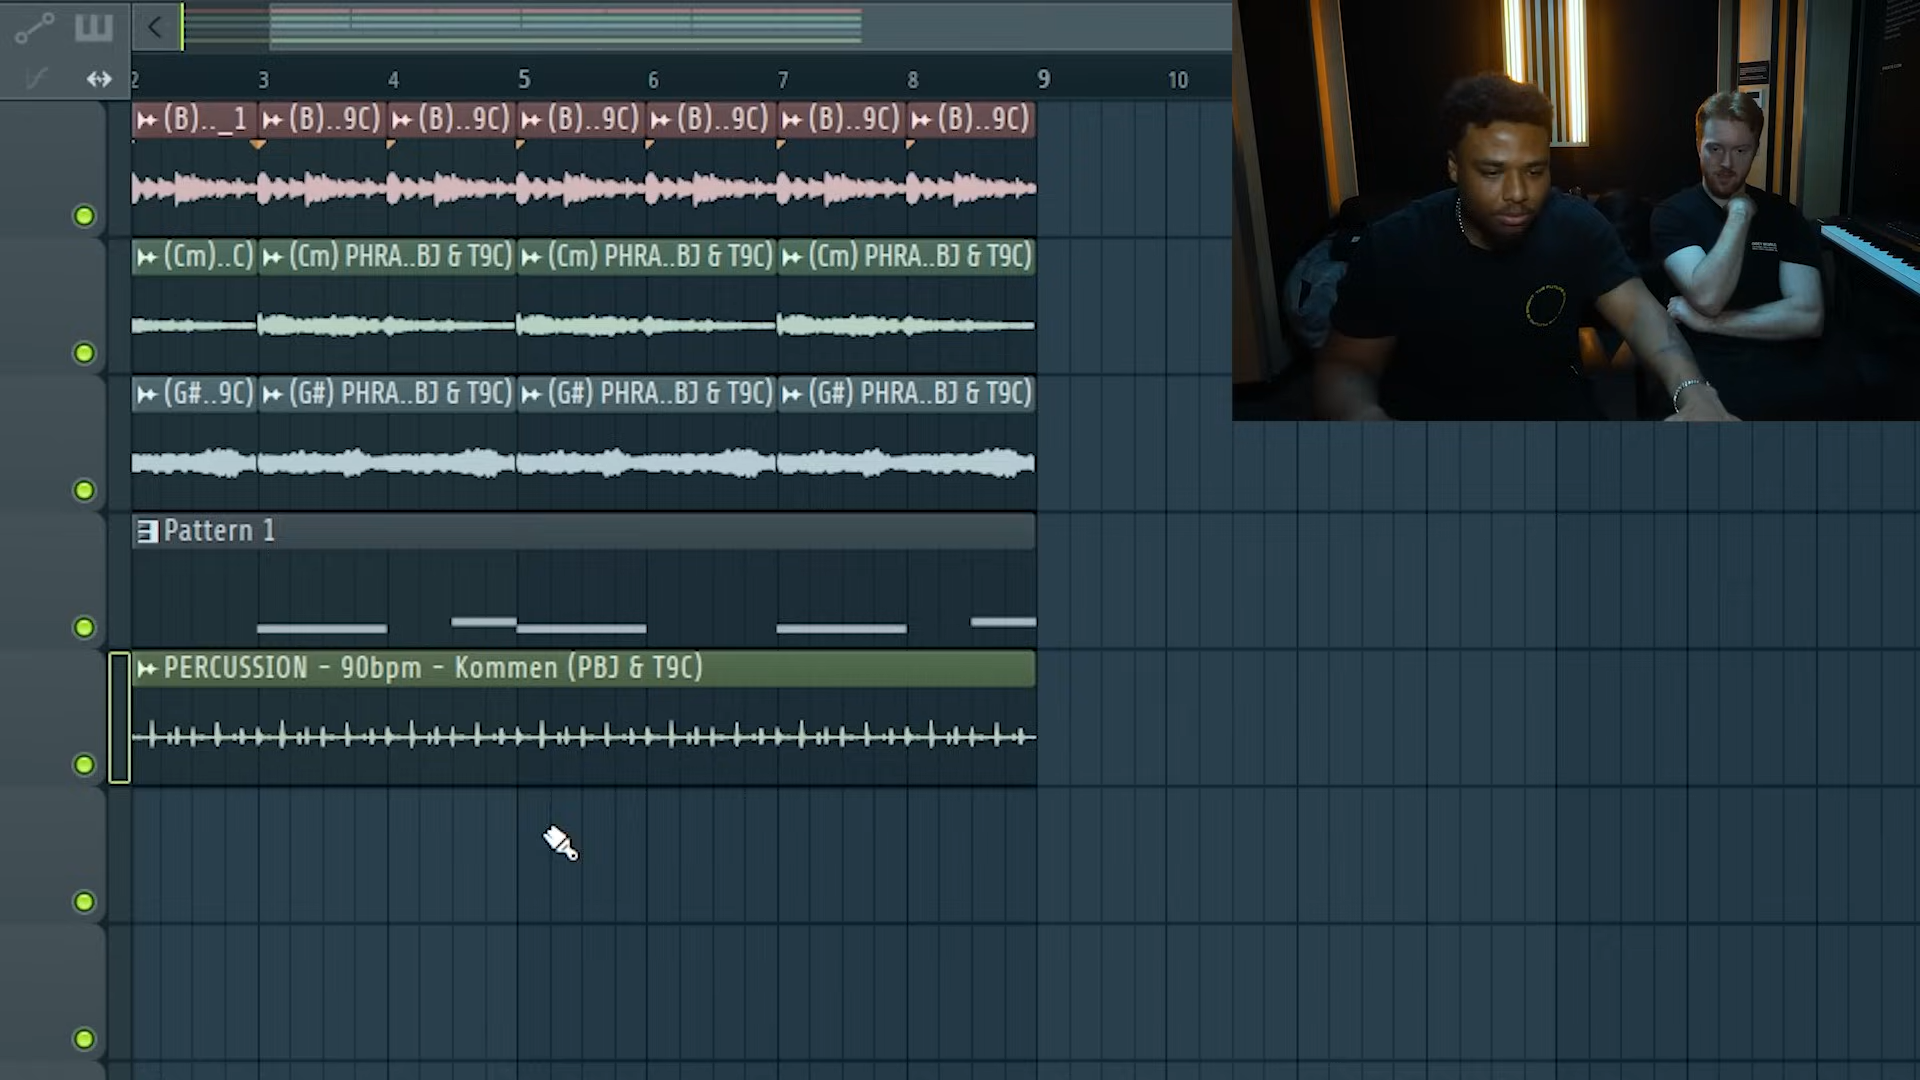 2 3 4 5 6 7 8 9 10
(B).._1 (B)..9C) (B)..9C) (B)..9C) (B)..9C) (B)..9C) (B)..9C)
(Cm)..C) (Cm) PHRA..BJ & T9C) (Cm) PHRA..BJ & T9C) (Cm) PHRA..BJ & T9C)
(G#..9C) (G#) PHRA..BJ & T9C) (G#) PHRA..BJ & T9C) (G#) PHRA..BJ & T9C)
Pattern 1
PERCUSSION - 90bpm - Kommen (PBJ & T9C)